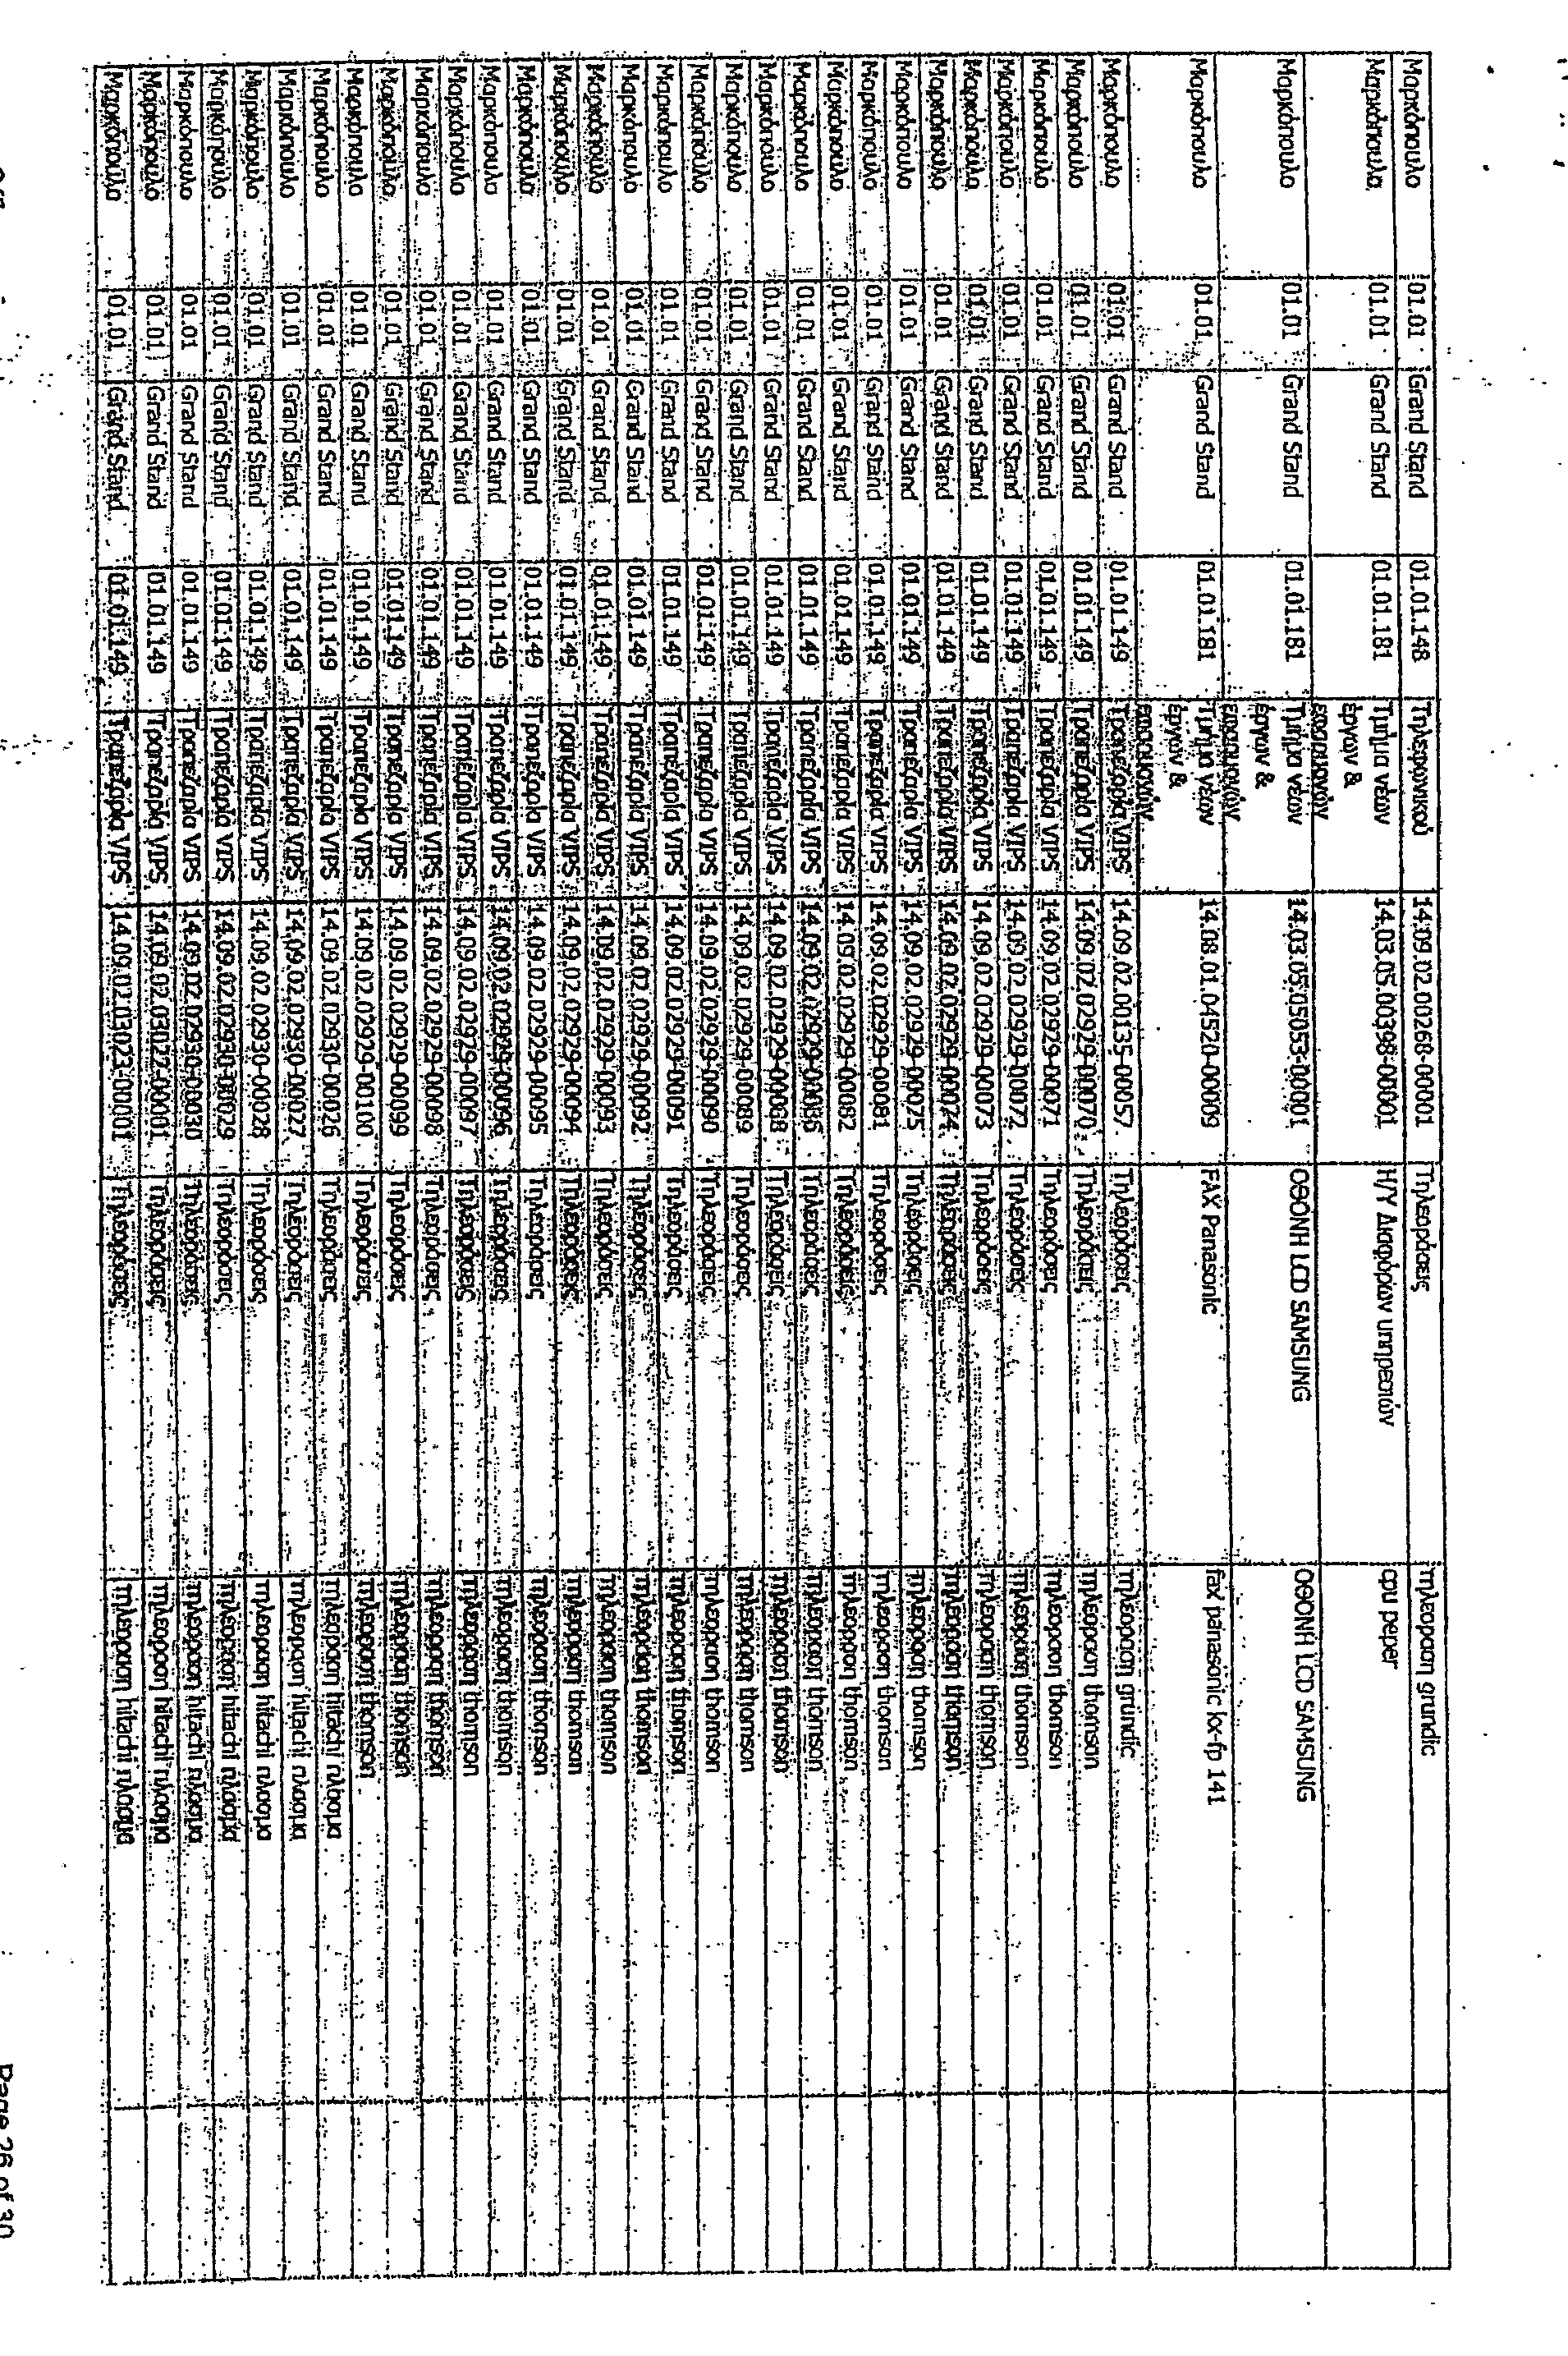 Μαρκόπουλο 01.01 Grand Stand 01.01.148 Τηλεφωνικού 14.09.02.00268-00001 Τηλεοράσεις τηλεοραση grundic
Μαρκόπουλο 01.01 Grand Stand 01.01.181 Τμήμα νέων έργων & εφαρμογών 14.03.05.00398-00001 Η/Υ Διαφόρων υπηρεσιών cpu peper
Μαρκόπουλο 01.01 Grand Stand 01.01.181 Τμήμα νέων έργων & εφαρμογών 14.03.05.05053-00001 ΟΘΟΝΗ LCD SAMSUNG ΟΘΟΝΗ LCD SAMSUNG
Μαρκόπουλο 01.01 Grand Stand 01.01.181 Τμήμα νέων έργων & εφαρμογών 14.08.01.04520-00009 FAX Panasonic fax panasonic kx-fp 141
Μαρκόπουλο 01.01 Grand Stand 01.01.149 Τραπεζαρία VIPS 14.09.02.00135-00057 Τηλεοράσεις τηλεοραση grundic
Μαρκόπουλο 01.01 Grand Stand 01.01.149 Τραπεζαρία VIPS 14.09.02.02929-00070 Τηλεοράσεις τηλεοραση thomson
Μαρκόπουλο 01.01 Grand Stand 01.01.149 Τραπεζαρία VIPS 14.09.02.02929-00071 Τηλεοράσεις τηλεοραση thomson
Μαρκόπουλο 01.01 Grand Stand 01.01.149 Τραπεζαρία VIPS 14.09.02.02929-00072 Τηλεοράσεις τηλεοραση thomson
Μαρκόπουλο 01.01 Grand Stand 01.01.149 Τραπεζαρία VIPS 14.09.02.02929-00073 Τηλεοράσεις τηλεοραση thomson
Μαρκόπουλο 01.01 Grand Stand 01.01.149 Τραπεζαρία VIPS 14.09.02.02929-00074 Τηλεοράσεις τηλεοραση thomson
Μαρκόπουλο 01.01 Grand Stand 01.01.149 Τραπεζαρία VIPS 14.09.02.02929-00075 Τηλεοράσεις τηλεοραση thomson
Μαρκόπουλο 01.01 Grand Stand 01.01.149 Τραπεζαρία VIPS 14.09.02.02929-00081 Τηλεοράσεις τηλεοραση thomson
Μαρκόπουλο 01.01 Grand Stand 01.01.149 Τραπεζαρία VIPS 14.09.02.02929-00082 Τηλεοράσεις τηλεοραση thomson
Μαρκόπουλο 01.01 Grand Stand 01.01.149 Τραπεζαρία VIPS 14.09.02.02929-00086 Τηλεοράσεις τηλεοραση thomson
Μαρκόπουλο 01.01 Grand Stand 01.01.149 Τραπεζαρία VIPS 14.09.02.02929-00088 Τηλεοράσεις τηλεοραση thomson
Μαρκόπουλο 01.01 Grand Stand 01.01.149 Τραπεζαρία VIPS 14.09.02.02929-00089 Τηλεοράσεις τηλεοραση thomson
Μαρκόπουλο 01.01 Grand Stand 01.01.149 Τραπεζαρία VIPS 14.09.02.02929-00090 Τηλεοράσεις τηλεοραση thomson
Μαρκόπουλο 01.01 Grand Stand 01.01.149 Τραπεζαρία VIPS 14.09.02.02929-00091 Τηλεοράσεις τηλεοραση thomson
Μαρκόπουλο 01.01 Grand Stand 01.01.149 Τραπεζαρία VIPS 14.09.02.02929-00092 Τηλεοράσεις τηλεοραση thomson
Μαρκόπουλο 01.01 Grand Stand 01.01.149 Τραπεζαρία VIPS 14.09.02.02929-00093 Τηλεοράσεις τηλεοραση thomson
Μαρκόπουλο 01.01 Grand Stand 01.01.149 Τραπεζαρία VIPS 14.09.02.02929-00094 Τηλεοράσεις τηλεοραση thomson
Μαρκόπουλο 01.01 Grand Stand 01.01.149 Τραπεζαρία VIPS 14.09.02.02929-00095 Τηλεοράσεις τηλεοραση thomson
Μαρκόπουλο 01.01 Grand Stand 01.01.149 Τραπεζαρία VIPS 14.09.02.02929-00096 Τηλεοράσεις τηλεοραση thomson
Μαρκόπουλο 01.01 Grand Stand 01.01.149 Τραπεζαρία VIPS 14.09.02.02929-00097 Τηλεοράσεις τηλεοραση thomson
Μαρκόπουλο 01.01 Grand Stand 01.01.149 Τραπεζαρία VIPS 14.09.02.02929-00098 Τηλεοράσεις τηλεοραση thomson
Μαρκόπουλο 01.01 Grand Stand 01.01.149 Τραπεζαρία VIPS 14.09.02.02929-00099 Τηλεοράσεις τηλεοραση thomson
Μαρκόπουλο 01.01 Grand Stand 01.01.149 Τραπεζαρία VIPS 14.09.02.02929-00100 Τηλεοράσεις τηλεοραση thomson
Μαρκόπουλο 01.01 Grand Stand 01.01.149 Τραπεζαρία VIPS 14.09.02.02930-00026 Τηλεοράσεις τηλεοραση hitachi πλασμα
Μαρκόπουλο 01.01 Grand Stand 01.01.149 Τραπεζαρία VIPS 14.09.02.02930-00027 Τηλεοράσεις τηλεοραση hitachi πλασμα
Μαρκόπουλο 01.01 Grand Stand 01.01.149 Τραπεζαρία VIPS 14.09.02.02930-00028 Τηλεοράσεις τηλεοραση hitachi πλασμα
Μαρκόπουλο 01.01 Grand Stand 01.01.149 Τραπεζαρία VIPS 14.09.02.02930-00029 Τηλεοράσεις τηλεοραση hitachi πλασμα
Μαρκόπουλο 01.01 Grand Stand 01.01.149 Τραπεζαρία VIPS 14.09.02.02930-00030 Τηλεοράσεις τηλεοραση hitachi πλασμα
Μαρκόπουλο 01.01 Grand Stand 01.01.149 Τραπεζαρία VIPS 14.09.02.03022-00001 Τηλεοράσεις τηλεοραση hitachi πλασμα
Μαρκόπουλο 01.01 Grand Stand 01.01.149 Τραπεζαρία VIPS 14.09.02.03023-00001 Τηλεοράσεις τηλεοραση hitachi πλασμα
Page 26 of 30